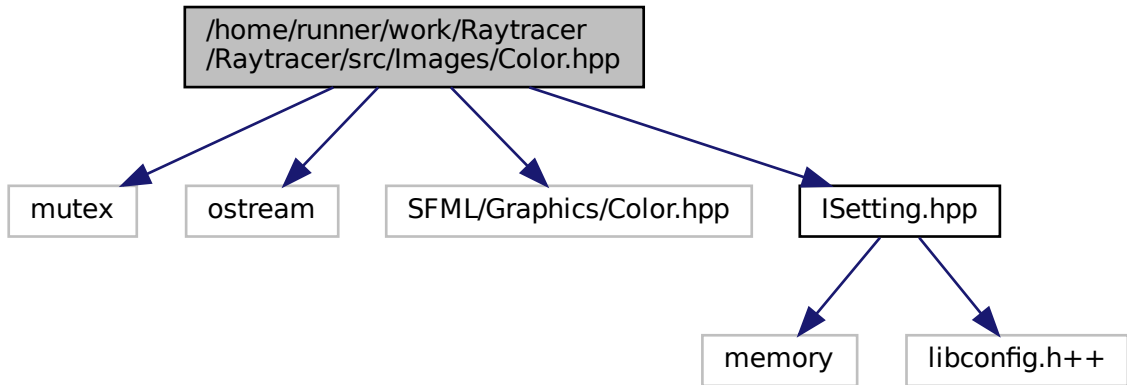 /home/runner/work/Raytracer
/Raytracer/src/Images/Color.hpp
mutex
ostream
SFML/Graphics/Color.hpp
ISetting.hpp
memory
libconfig.h++